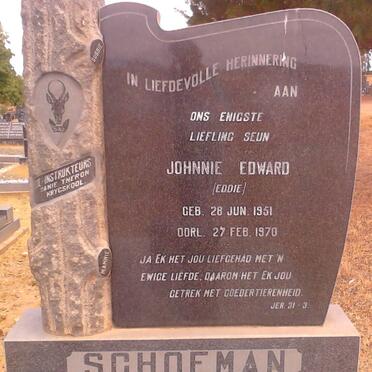 IN LIEFDEVOLLE HERINNERING
AAN
ONS ENIGSTE
LIEFLING SEUN
JOHNNIE EDWARD
(EDDIE)
GEB. 28 JUN. 1951
OORL. 27 FEB. 1970
JA EK HET JOU LIEFGEHAD MET 'N
EWIGE LIEFDE, DAAROM HET EK JOU
GETREK MET GOEDERTIERENHEID.
JER. 31-3.
INSTRUKTEURS
DANIE THERON
KRYGSKOOL
SCHOEMAN